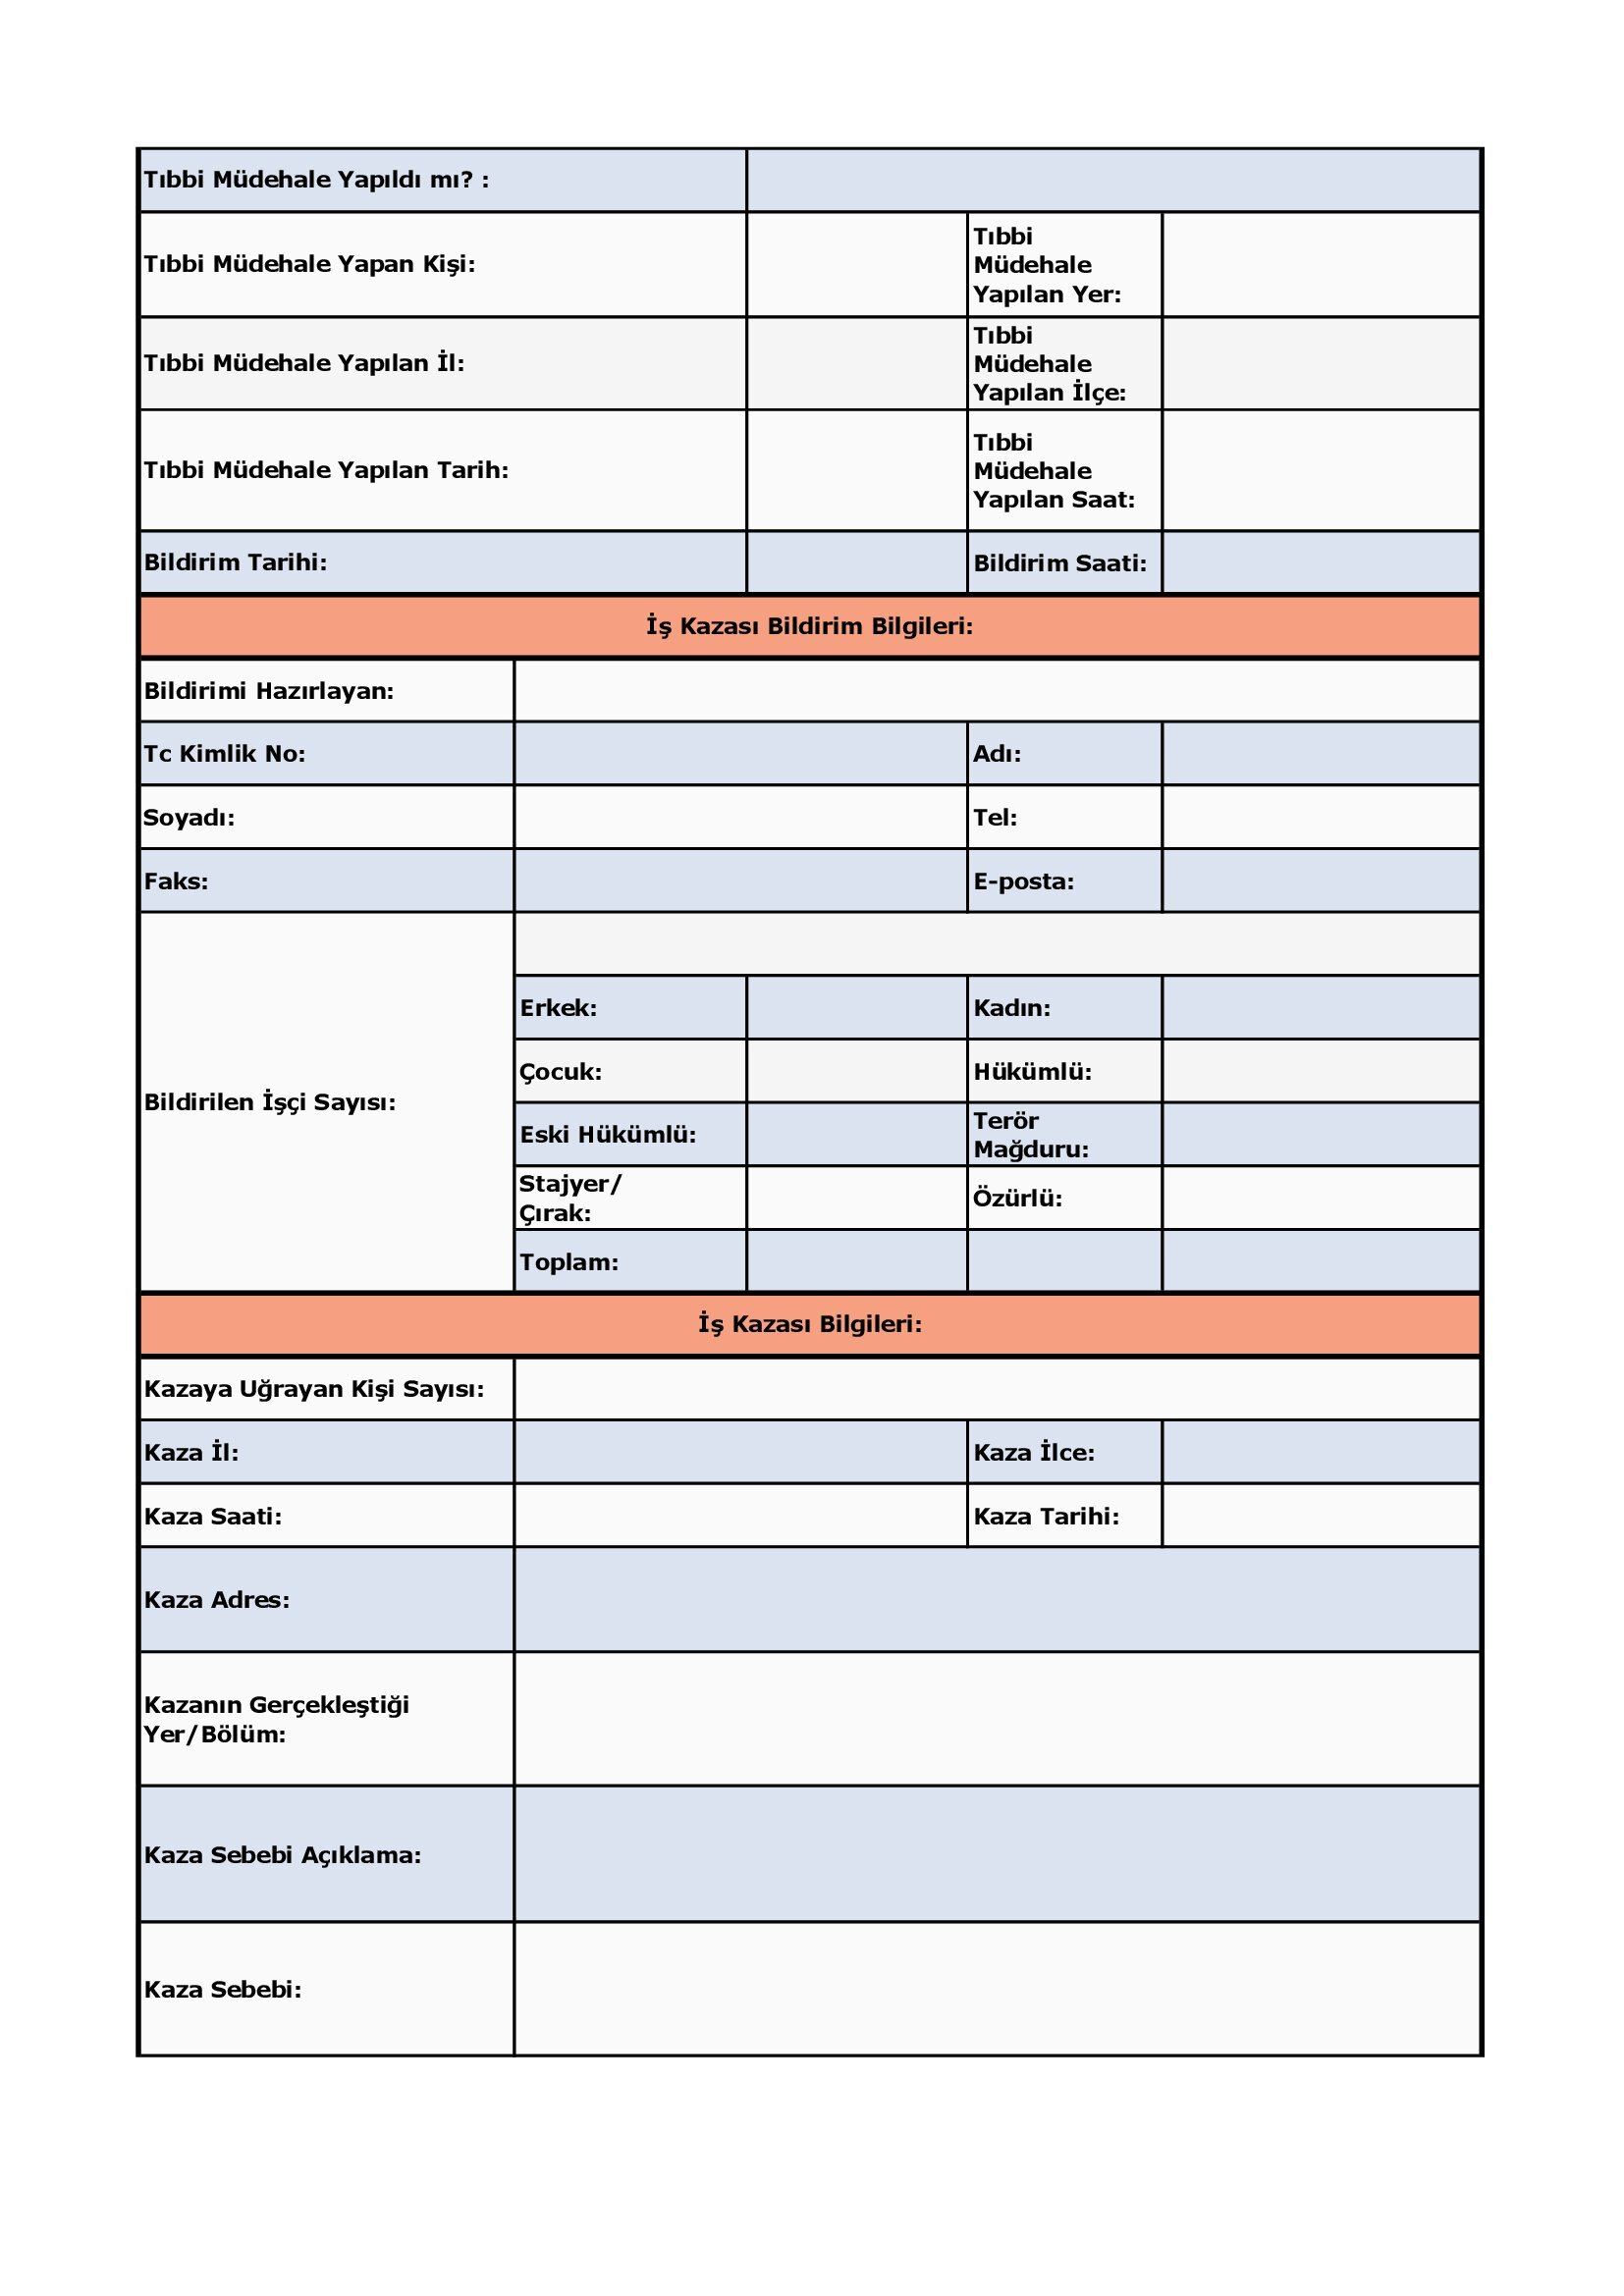 Tıbbi Müdehale Yapıldı mı? :
Tıbbi Müdehale Yapan Kişi:
Tıbbi
Müdehale
Yapılan Yer:
Tıbbi Müdehale Yapılan İl:
Tıbbi
Müdehale
Yapılan İlçe:
Tıbbi Müdehale Yapılan Tarih:
Tıbbi
Müdehale
Yapılan Saat:
Bildirim Tarihi:
Bildirim Saati:
İş Kazası Bildirim Bilgileri:
Bildirimi Hazırlayan:
Tc Kimlik No:
Adı:
Soyadı:
Tel:
Faks:
E-posta:
Bildirilen İşçi Sayısı:
Erkek:
Kadın:
Çocuk:
Hükümlü:
Eski Hükümlü:
Terör
Mağduru:
Stajyer/
Çırak:
Özürlü:
Toplam:
İş Kazası Bilgileri:
Kazaya Uğrayan Kişi Sayısı:
Kaza İl:
Kaza İlce:
Kaza Saati:
Kaza Tarihi:
Kaza Adres:
Kazanın Gerçekleştiği
Yer/Bölüm:
Kaza Sebebi Açıklama:
Kaza Sebebi: